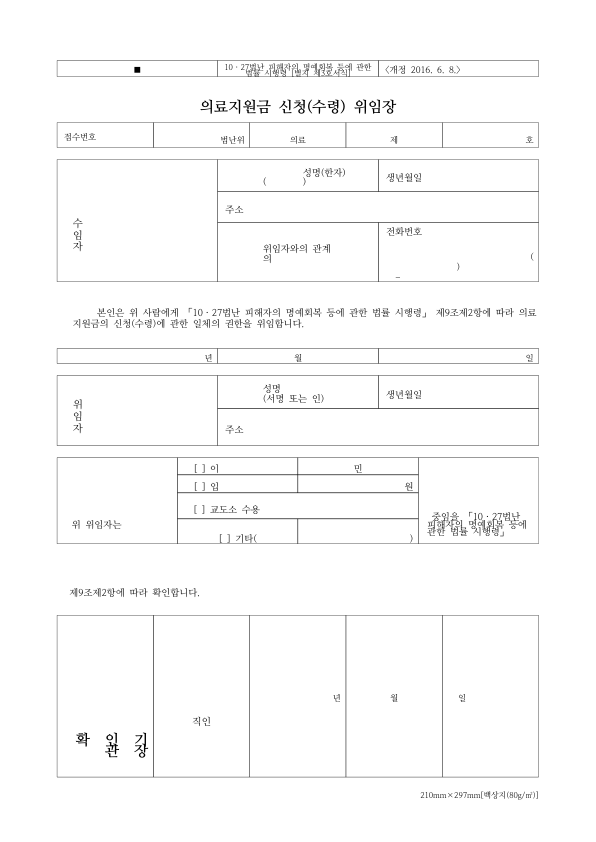 ■ 10·27법난 피해자의 명예회복 등에 관한 법률 시행령 [별지 제3호서식] 〈개정 2016. 6. 8.〉
의료지원금 신청(수령) 위임장
접수번호 법난위 의료 제 호
수임자
성명(한자)
( )
생년월일
주소
위임자와의 관계
의
전화번호
( )
–
본인은 위 사람에게 「10·27법난 피해자의 명예회복 등에 관한 법률 시행령」 제9조제2항에 따라 의료
지원금의 신청(수령)에 관한 일체의 권한을 위임합니다.
년 월 일
위임자
성명
(서명 또는 인)
생년월일
주소
위 위임자는
[ ] 이 민
[ ] 입 원
[ ] 교도소 수용
[ ] 기타( )
중임을 「10·27법난
피해자의 명예회복 등에
관한 법률 시행령」
제9조제2항에 따라 확인합니다.
확 인 기
관 장
직인
년 월 일
210mm×297mm[백상지(80g/㎡)]